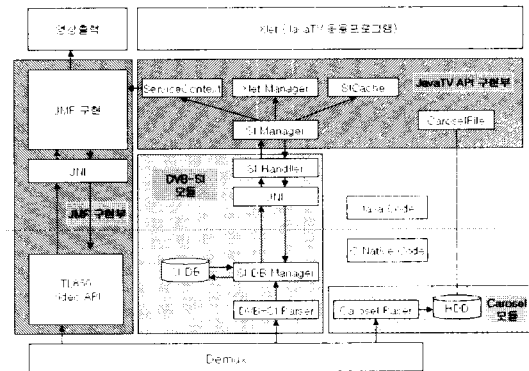 영상출력
Xlet (JavaTV 응용프로그램)
JMF 구현
ServiceContext
Xlet Manager
SICache
JavaTV API 구현부
SI Manager
CarouselFile
JNI
JMF 구현부
DVB-SI
모듈
SI Handler
JNI
Java Code
C Native Code
Video API
SI DB
SI DB Manager
DVB-SI Parser
Carousel Parser
HDD
Carosel
모듈
Demux